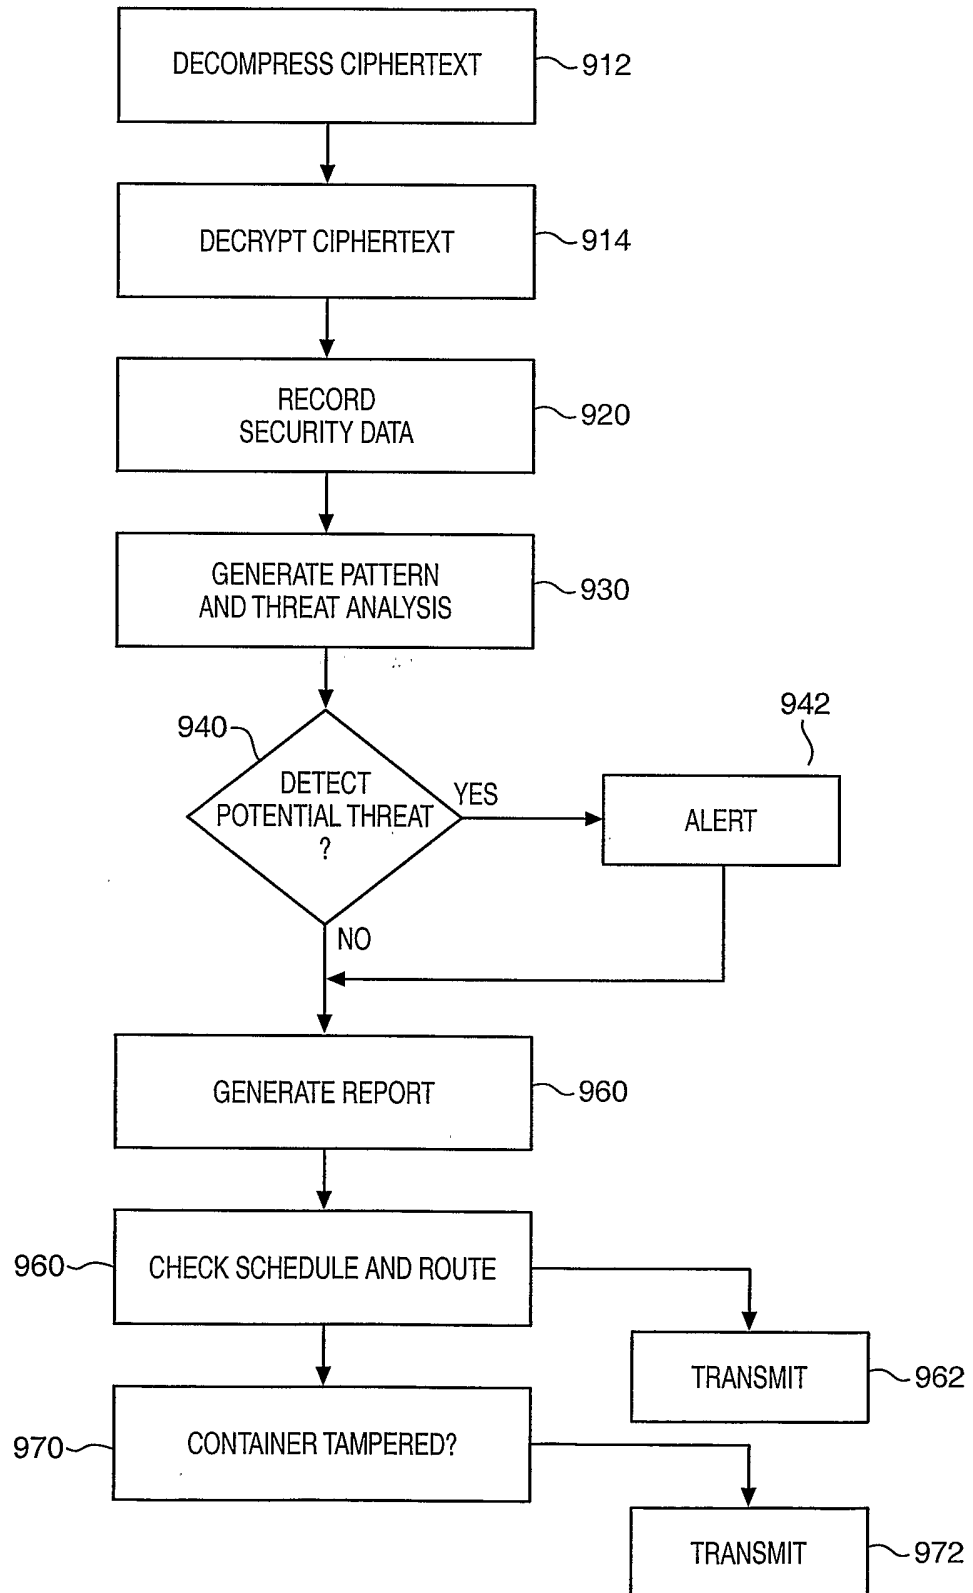 DECOMPRESS CIPHERTEXT
912
DECRYPT CIPHERTEXT
914
RECORD
SECURITY DATA
920
GENERATE PATTERN
AND THREAT ANALYSIS
930
940
DETECT
POTENTIAL THREAT
?
YES
942
ALERT
NO
GENERATE REPORT
960
960
CHECK SCHEDULE AND ROUTE
TRANSMIT
962
970
CONTAINER TAMPERED?
TRANSMIT
972